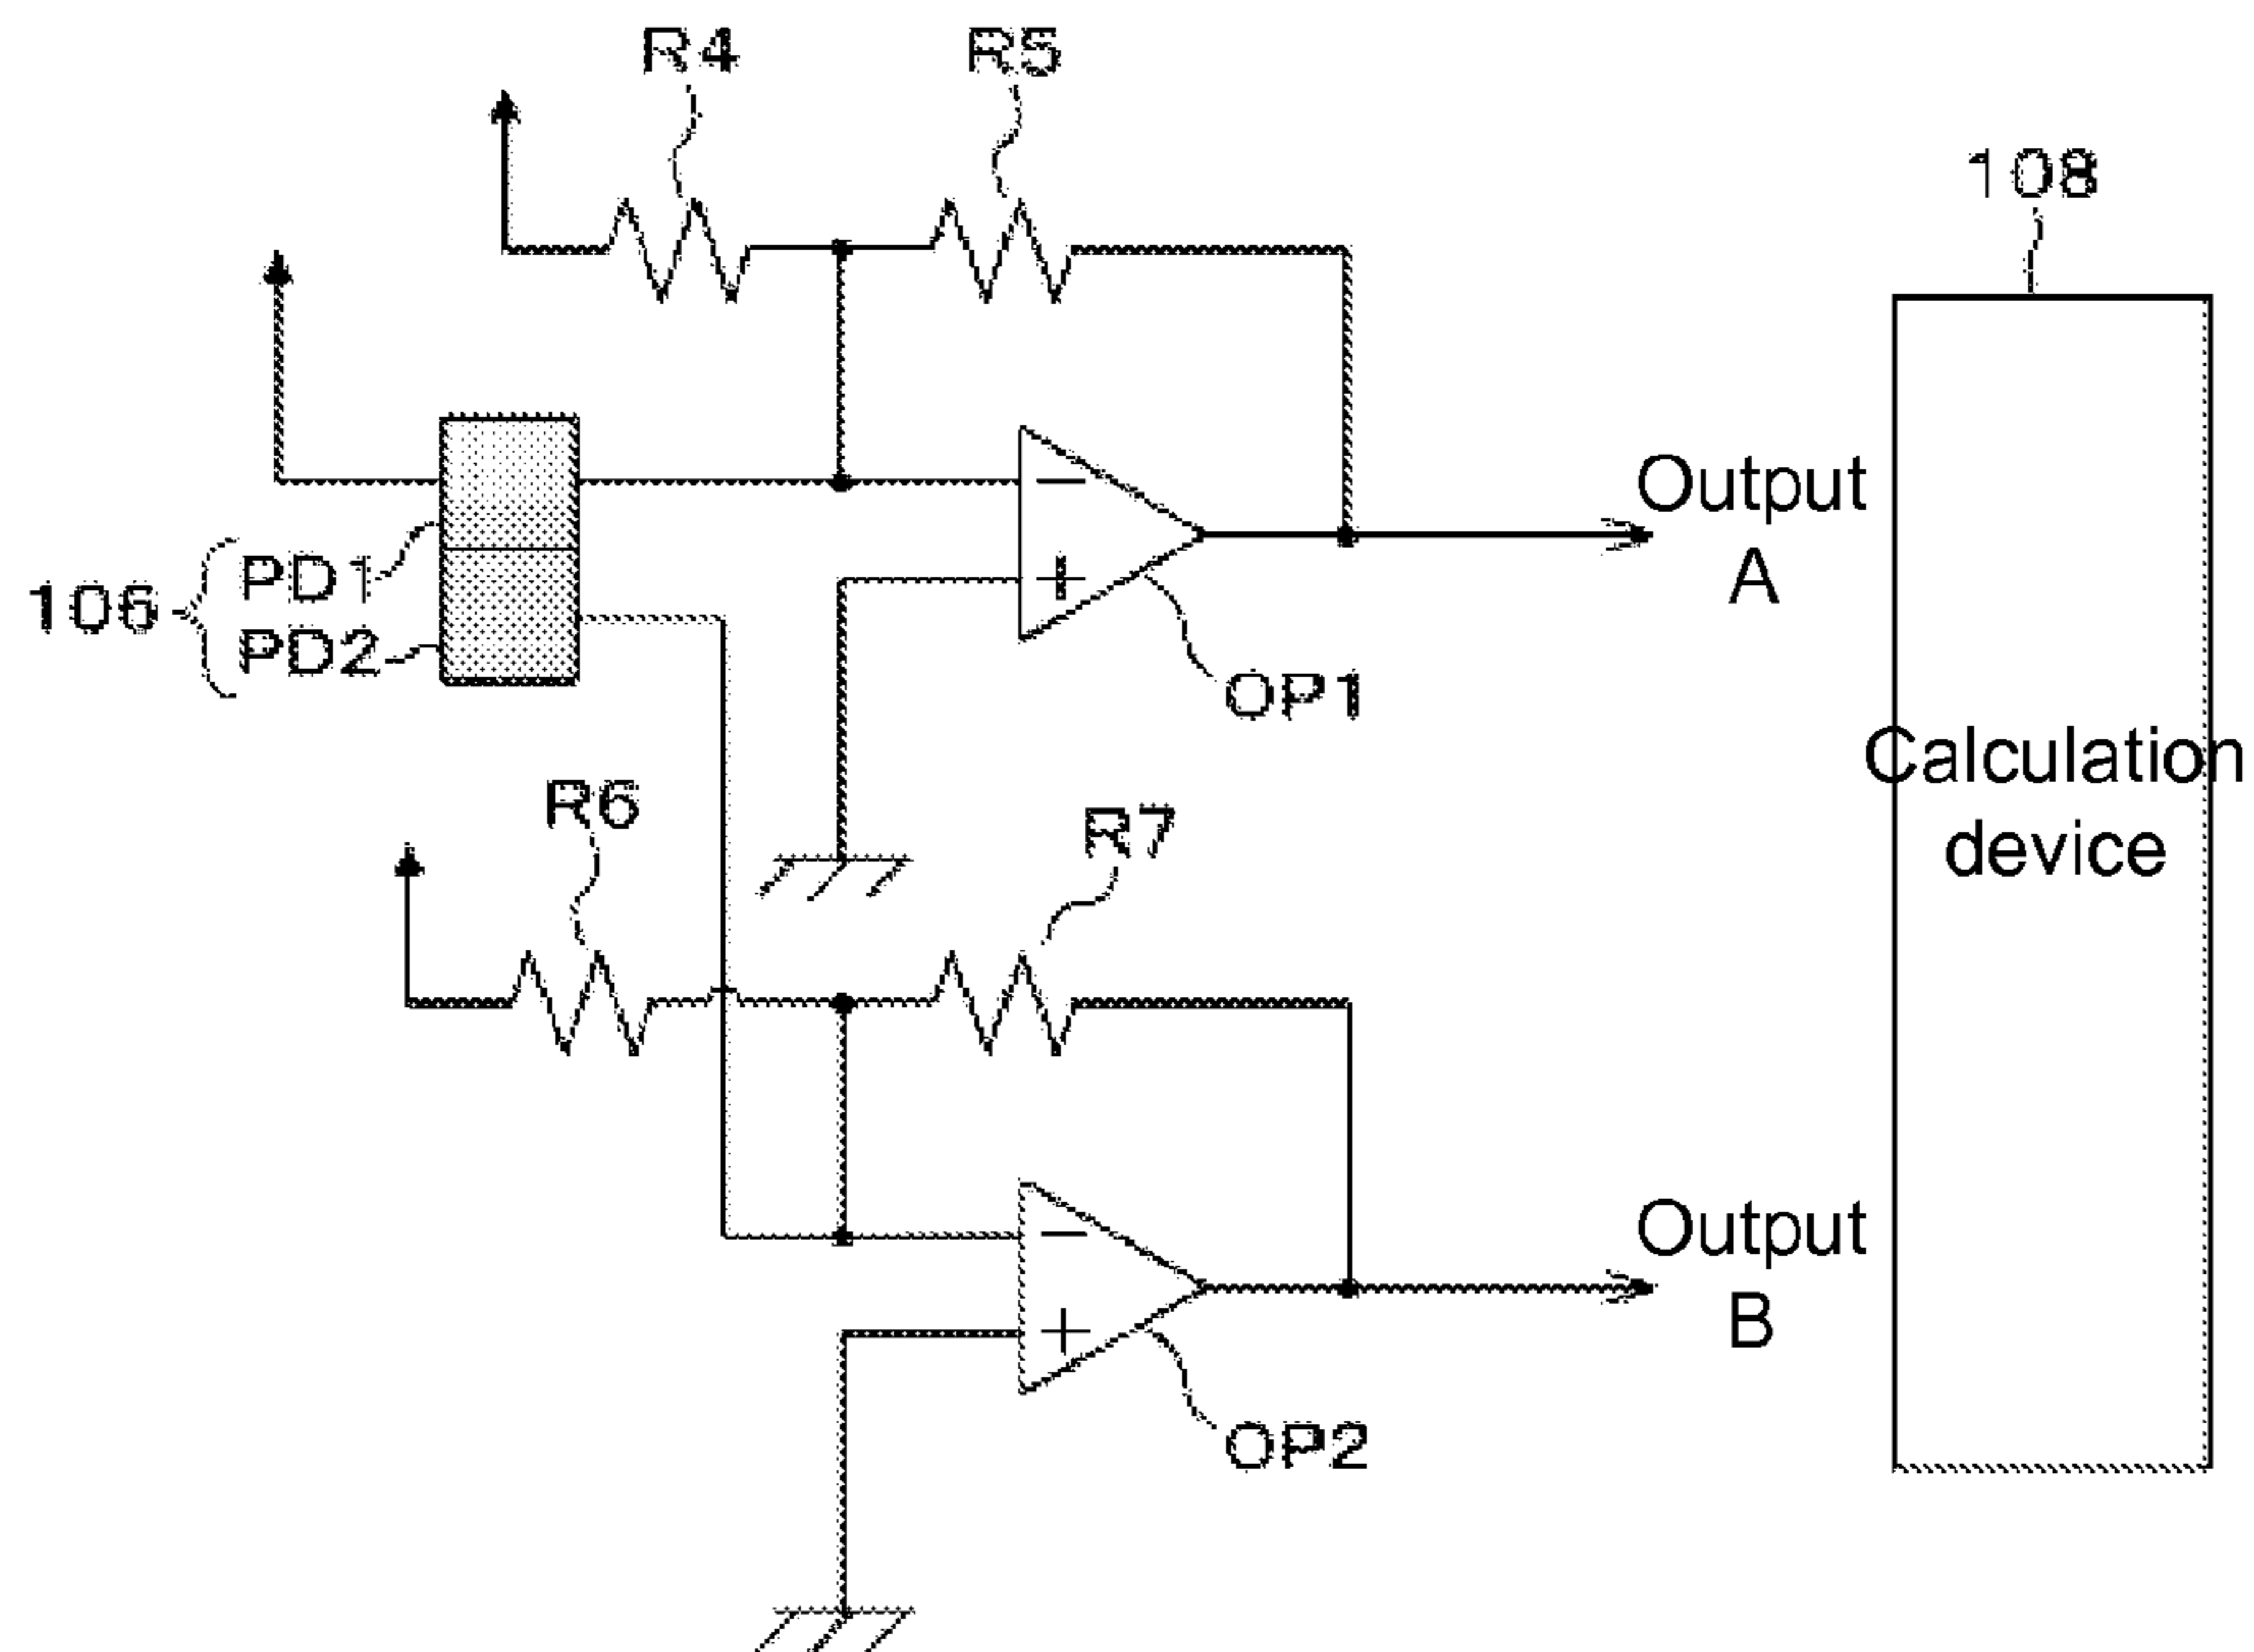 R4
R5
108
Output
A
106
PD1
PD2
OP1
Calculation
device
R6
R7
Output
B
OP2